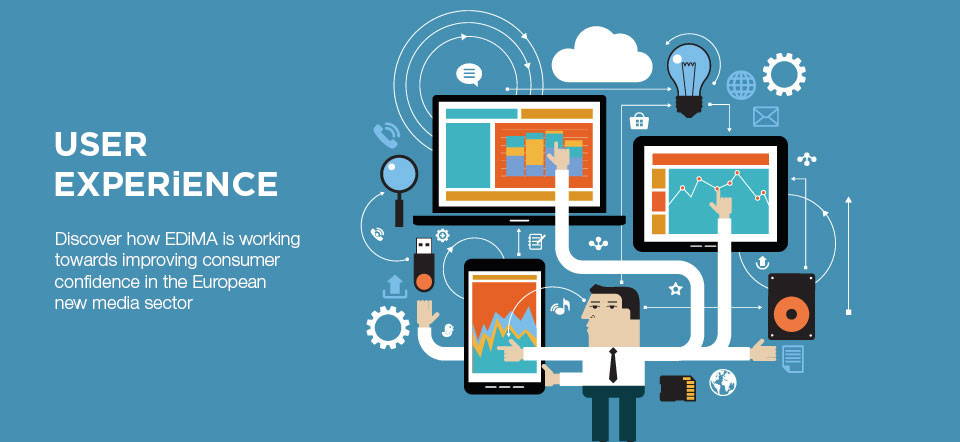 USER
EXPERiENCE
Discover how EDiMA is working
towards improving consumer
confidence in the European
new media sector